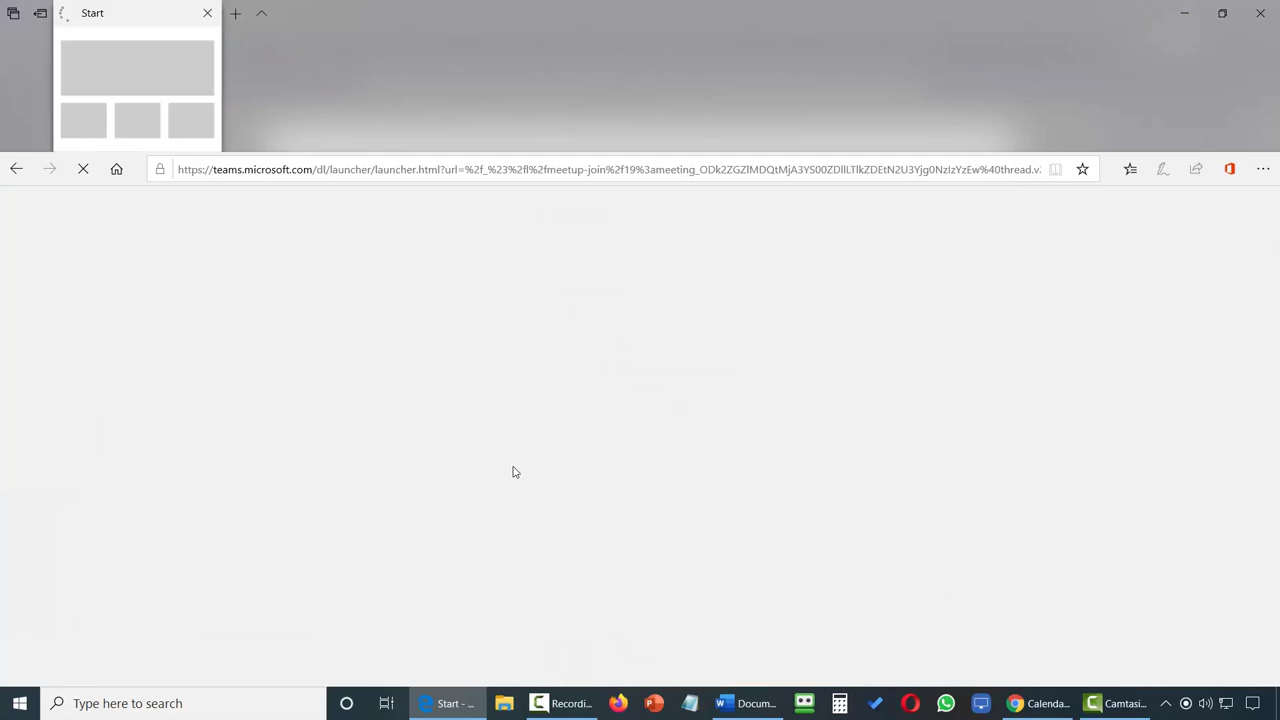 Start
https://teams.microsoft.com/dl/launcher/launcher.html?url=%2f_%23%2fl%2fmeetup-join%2f19%3ameeting_ODk2ZGZlMDQtMjA3YS00ZDllLTlkZDEtN2U3Yjg0NzIzYzEw%40thread.v2
Type here to search
Start - ...
Recordi...
Docum...
Calenda...
Camtasi...